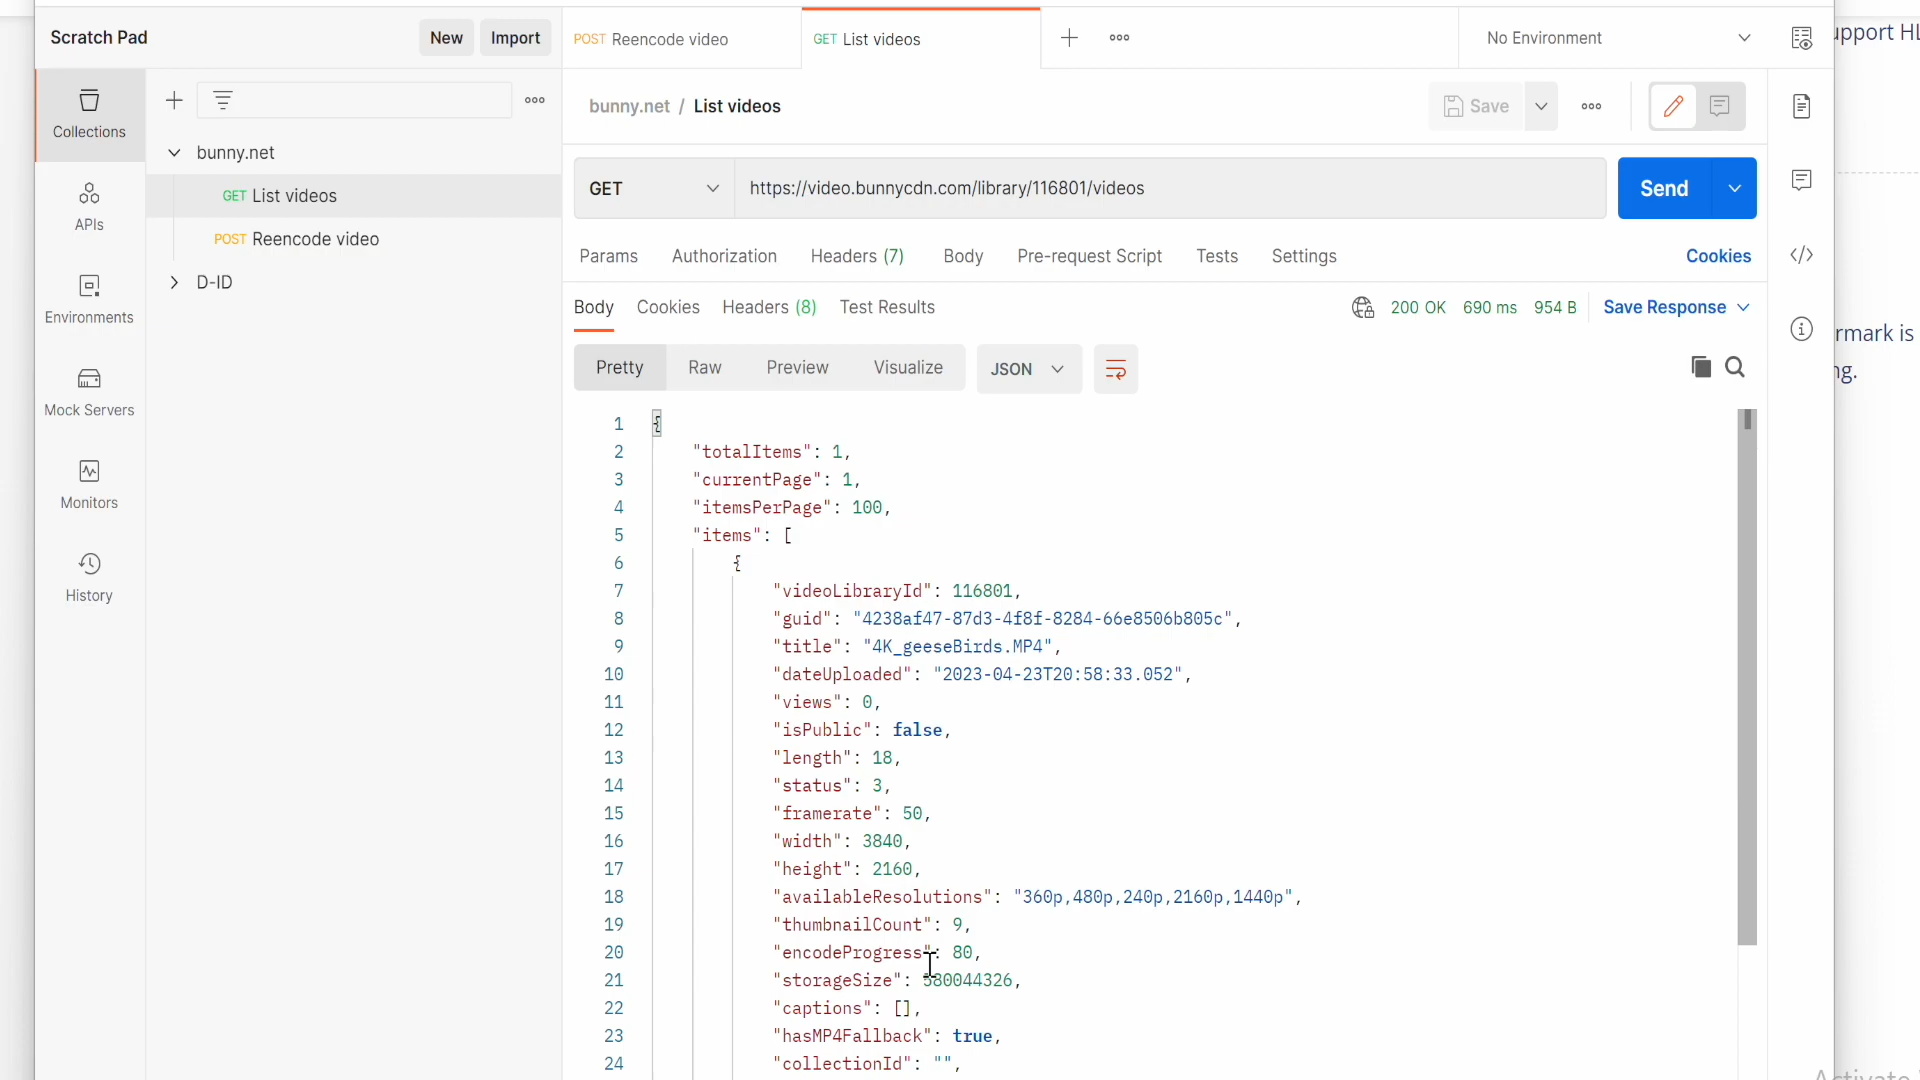 Scratch Pad
New
Import
POST Reencode video
GET List videos
No Environment
upport HL
Collections
APIs
Environments
Mock Servers
Monitors
History
bunny.net
GET List videos
POST Reencode video
D-ID
bunny.net / List videos
Save
GET
https://video.bunnycdn.com/library/116801/videos
Send
Params
Authorization
Headers (7)
Body
Pre-request Script
Tests
Settings
Cookies
Body
Cookies
Headers (8)
Test Results
200 OK 690 ms 954 B
Save Response
rmark is
ng.
Pretty
Raw
Preview
Visualize
JSON
1 {
2 "totalItems": 1,
3 "currentPage": 1,
4 "itemsPerPage": 100,
5 "items": [
6 {
7 "videoLibraryId": 116801,
8 "guid": "4238af47-87d3-4f8f-8284-66e8506b805c",
9 "title": "4K_geeseBirds.MP4",
10 "dateUploaded": "2023-04-23T20:58:33.052",
11 "views": 0,
12 "isPublic": false,
13 "length": 18,
14 "status": 3,
15 "framerate": 50,
16 "width": 3840,
17 "height": 2160,
18 "availableResolutions": "360p,480p,240p,2160p,1440p",
19 "thumbnailCount": 9,
20 "encodeProgress": 80,
21 "storageSize": 380044326,
22 "captions": [],
23 "hasMP4Fallback": true,
24 "collectionId": "",